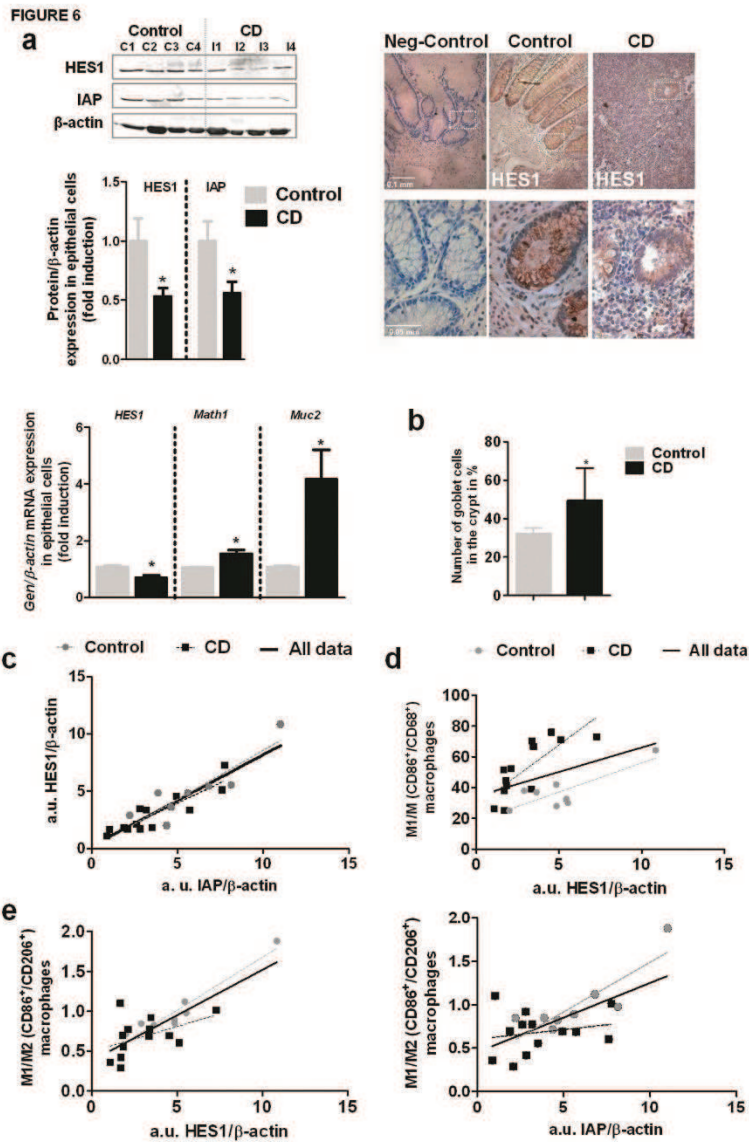 FIGURE 6
a
Control CD
C1 C2 C3 C4 I1 I2 I3 I4
HES1
IAP
β-actin
Neg-Control Control CD
0.1 mm
HES1
HES1
0.05 mm
Protein/β-actin
expression in epithelial cells
(fold induction)
1.5
1.0
0.5
0.0
HES1 IAP
* *
Control
CD
Gen/β-actin mRNA expression
in epithelial cells
(fold induction)
6
4
2
0
HES1 Math1 Muc2
* * *
b
Number of goblet cells
in the crypt in %
80
60
40
20
0
*
Control
CD
c
Control CD All data
a.u. HES1/β-actin
15
10
5
0
0 5 10 15
a. u. IAP/β-actin
d
Control CD All data
M1/M (CD86+/CD68+)
macrophages
100
80
60
40
20
0
0 5 10 15
a.u. HES1/β-actin
e
M1/M2 (CD86+/CD206+)
macrophages
2.0
1.5
1.0
0.5
0.0
0 5 10 15
a.u. HES1/β-actin
M1/M2 (CD86+/CD206+)
macrophages
2.0
1.5
1.0
0.5
0.0
0 5 10 15
a.u. IAP/β-actin